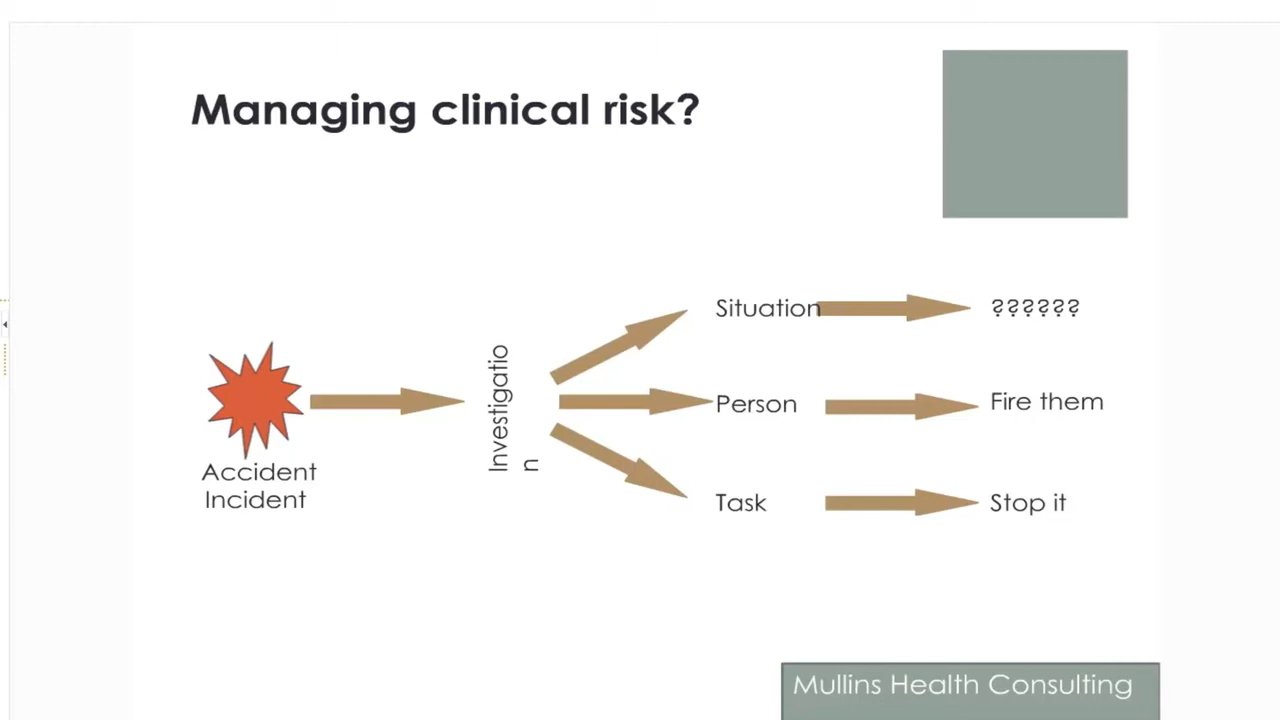 Managing clinical risk?
Situation
??????
Investigatio
n
Person
Fire them
Accident
Incident
Task
Stop it
Mullins Health Consulting